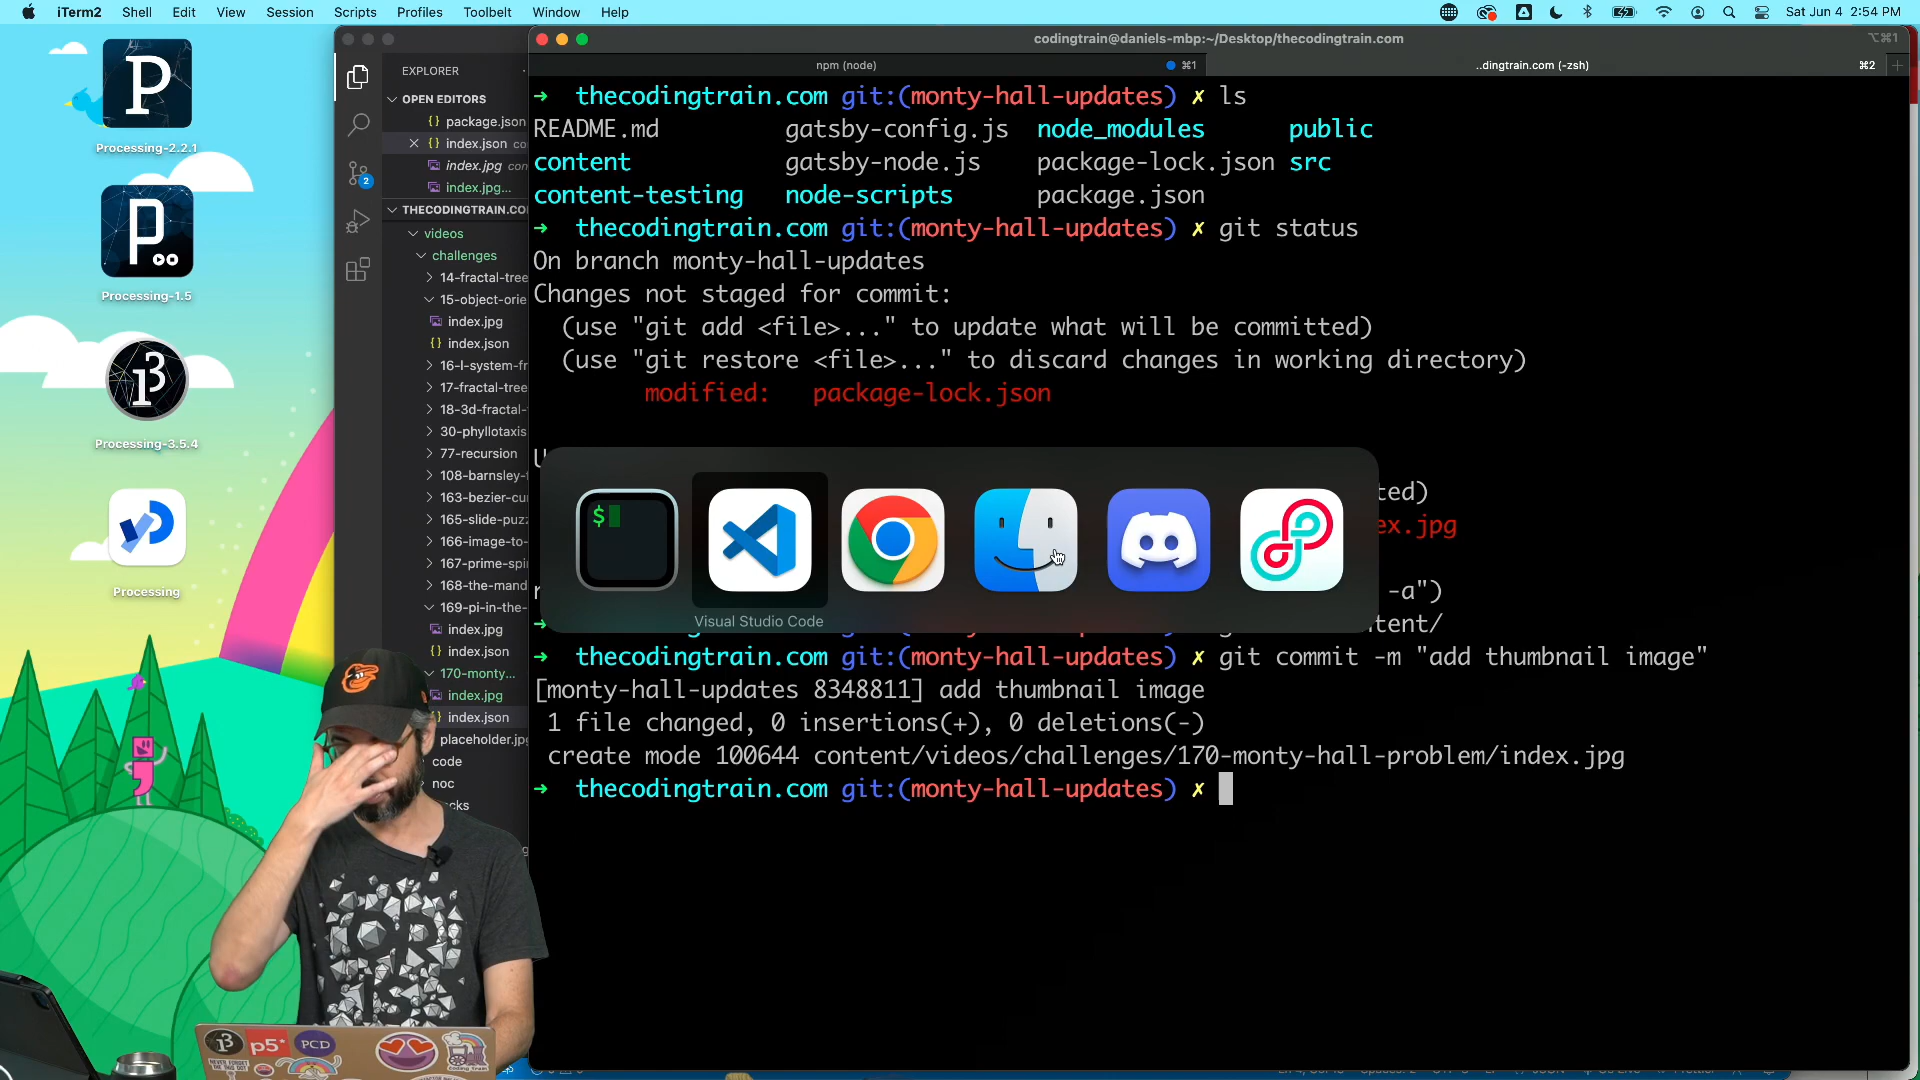 iTerm2 Shell Edit View Session Scripts Profiles Toolbelt Window Help
Sat Jun 4 2:54 PM
codingtrain@daniels-mbp:~/Desktop/thecodingtrain.com
⌥⌘1
npm (node)
⌘1
..dingtrain.com (-zsh)
⌘2
Processing-2.2.1
Processing-1.5
Processing-3.5.4
Processing
EXPLORER
OPEN EDITORS
{} package.json
{} index.json
index.jpg
index.jpg...
THECODINGTRAIN.CO
videos
challenges
14-fractal-tree
15-object-orie
index.jpg
{} index.json
16-l-system-fr
17-fractal-tree
18-3d-fractal-
30-phyllotaxis
77-recursion
108-barnsley-
163-bezier-cu
165-slide-puz
166-image-to-
167-prime-spi
168-the-mand
169-pi-in-the-
index.jpg
{} index.json
170-monty...
index.jpg
index.json
placeholder.jp
code
noc
2
➜ thecodingtrain.com git:(monty-hall-updates) ✗ ls
README.md gatsby-config.js node_modules public
content gatsby-node.js package-lock.json src
content-testing node-scripts package.json
➜ thecodingtrain.com git:(monty-hall-updates) ✗ git status
On branch monty-hall-updates
Changes not staged for commit:
(use "git add <file>..." to update what will be committed)
(use "git restore <file>..." to discard changes in working directory)
modified: package-lock.json
U
ted)
ex.jpg
-a")
tent/
$
Visual Studio Code
➜ thecodingtrain.com git:(monty-hall-updates) ✗ git commit -m "add thumbnail image"
[monty-hall-updates 8348811] add thumbnail image
1 file changed, 0 insertions(+), 0 deletions(-)
create mode 100644 content/videos/challenges/170-monty-hall-problem/index.jpg
➜ thecodingtrain.com git:(monty-hall-updates) ✗
p5*
PCD